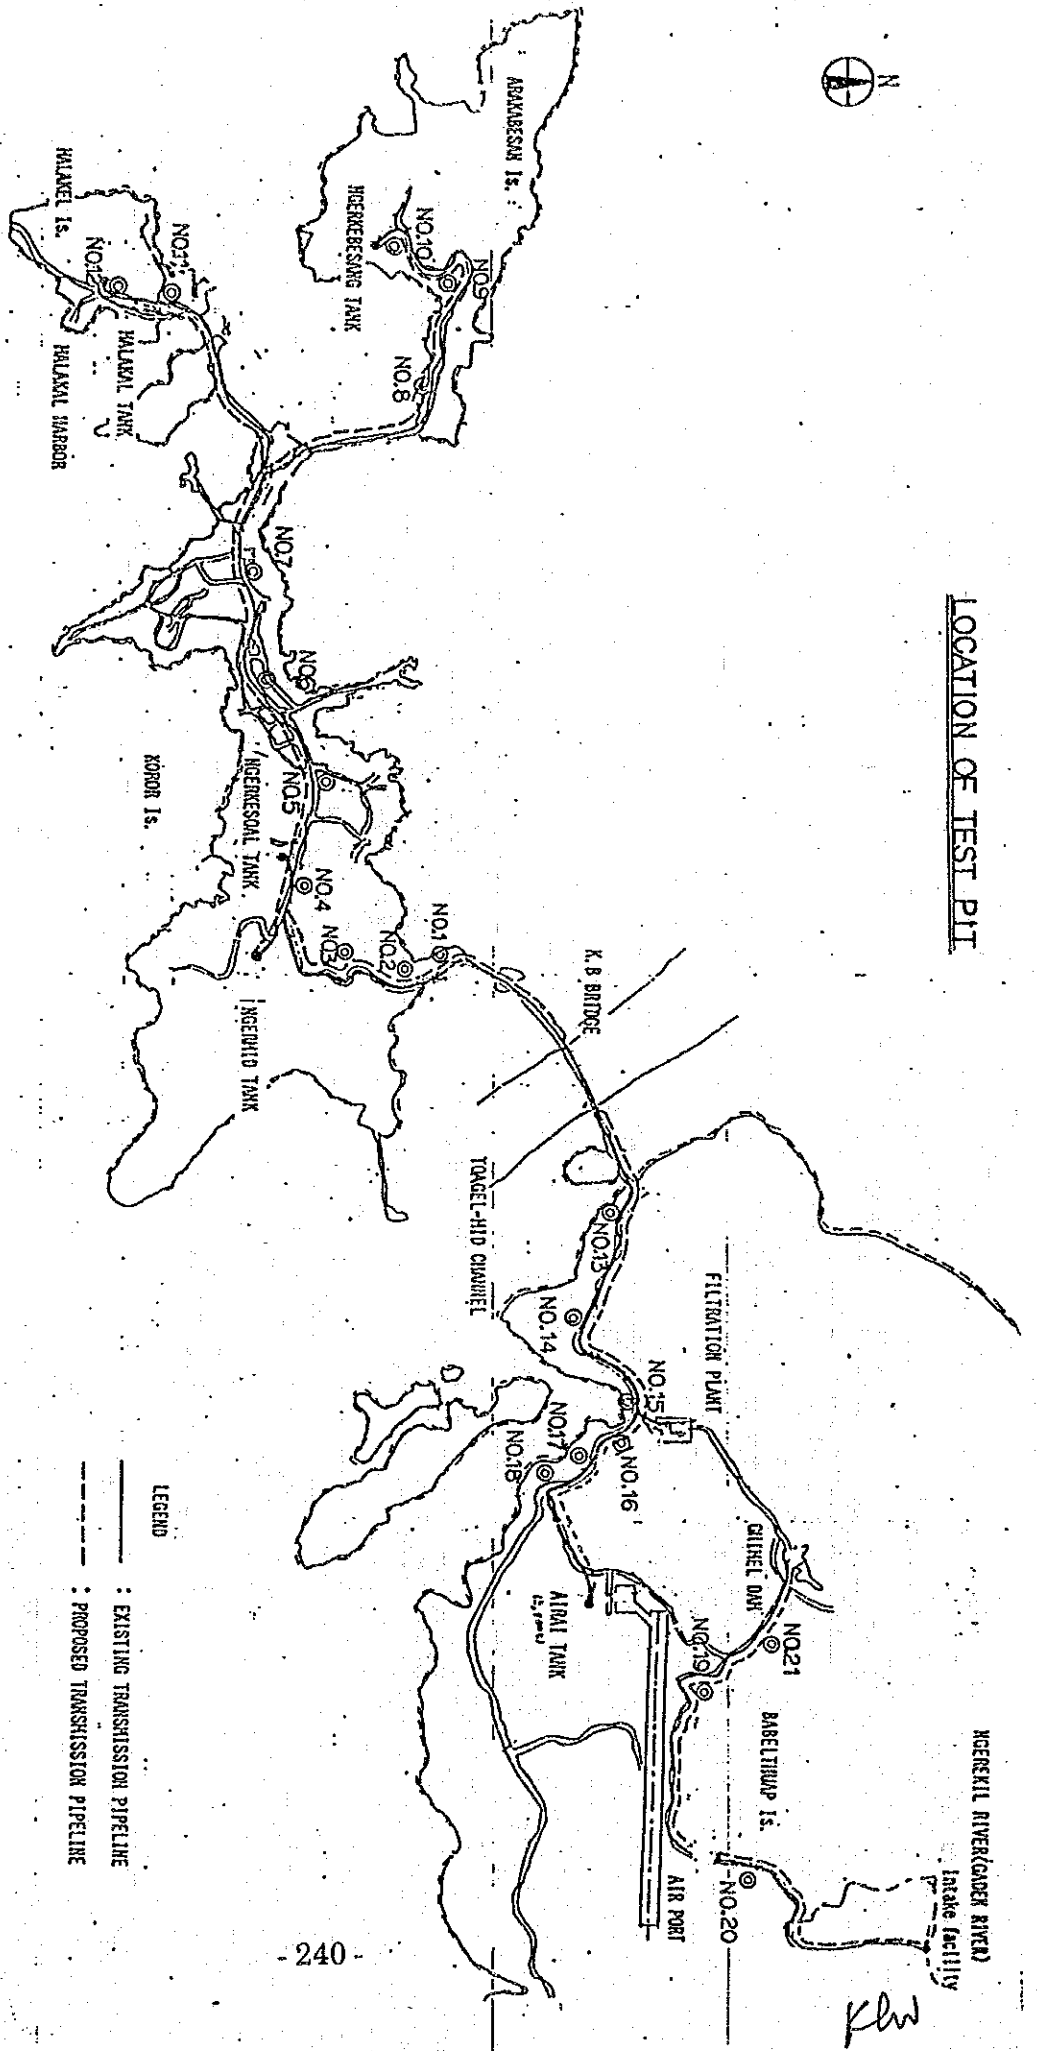 LOCATION OF TEST PIT
N
ARAKABESAN Is.
NGERKEBESANG TANK
NO.10
NO.9
NO.8
MALAKEL Is.
NO.11
NO.1
MALAKAL TANK
MALAKAL HARBOR
NO.7
NO.6
NO.5
NGERKESOAL TANK
KOROR Is.
NO.4
NO.3
NO.2
NO.1
NGERMID TANK
K.B BRIDGE
TOAGEL-MID CHANNEL
NO.13
NO.14
FILTRATION PLANT
NO.15
NO.16
NO.17
NO.18
CHIMEL DAM
NO.21
NO.19
AIRAI TANK
BABELTHUAP Is.
AIR PORT
NO.20
NGEREKIL RIVER(GADER RIVER)
Intake facility
LEGEND
: EXISTING TRANSMISSION PIPELINE
: PROPOSED TRANSMISSION PIPELINE
- 240 -